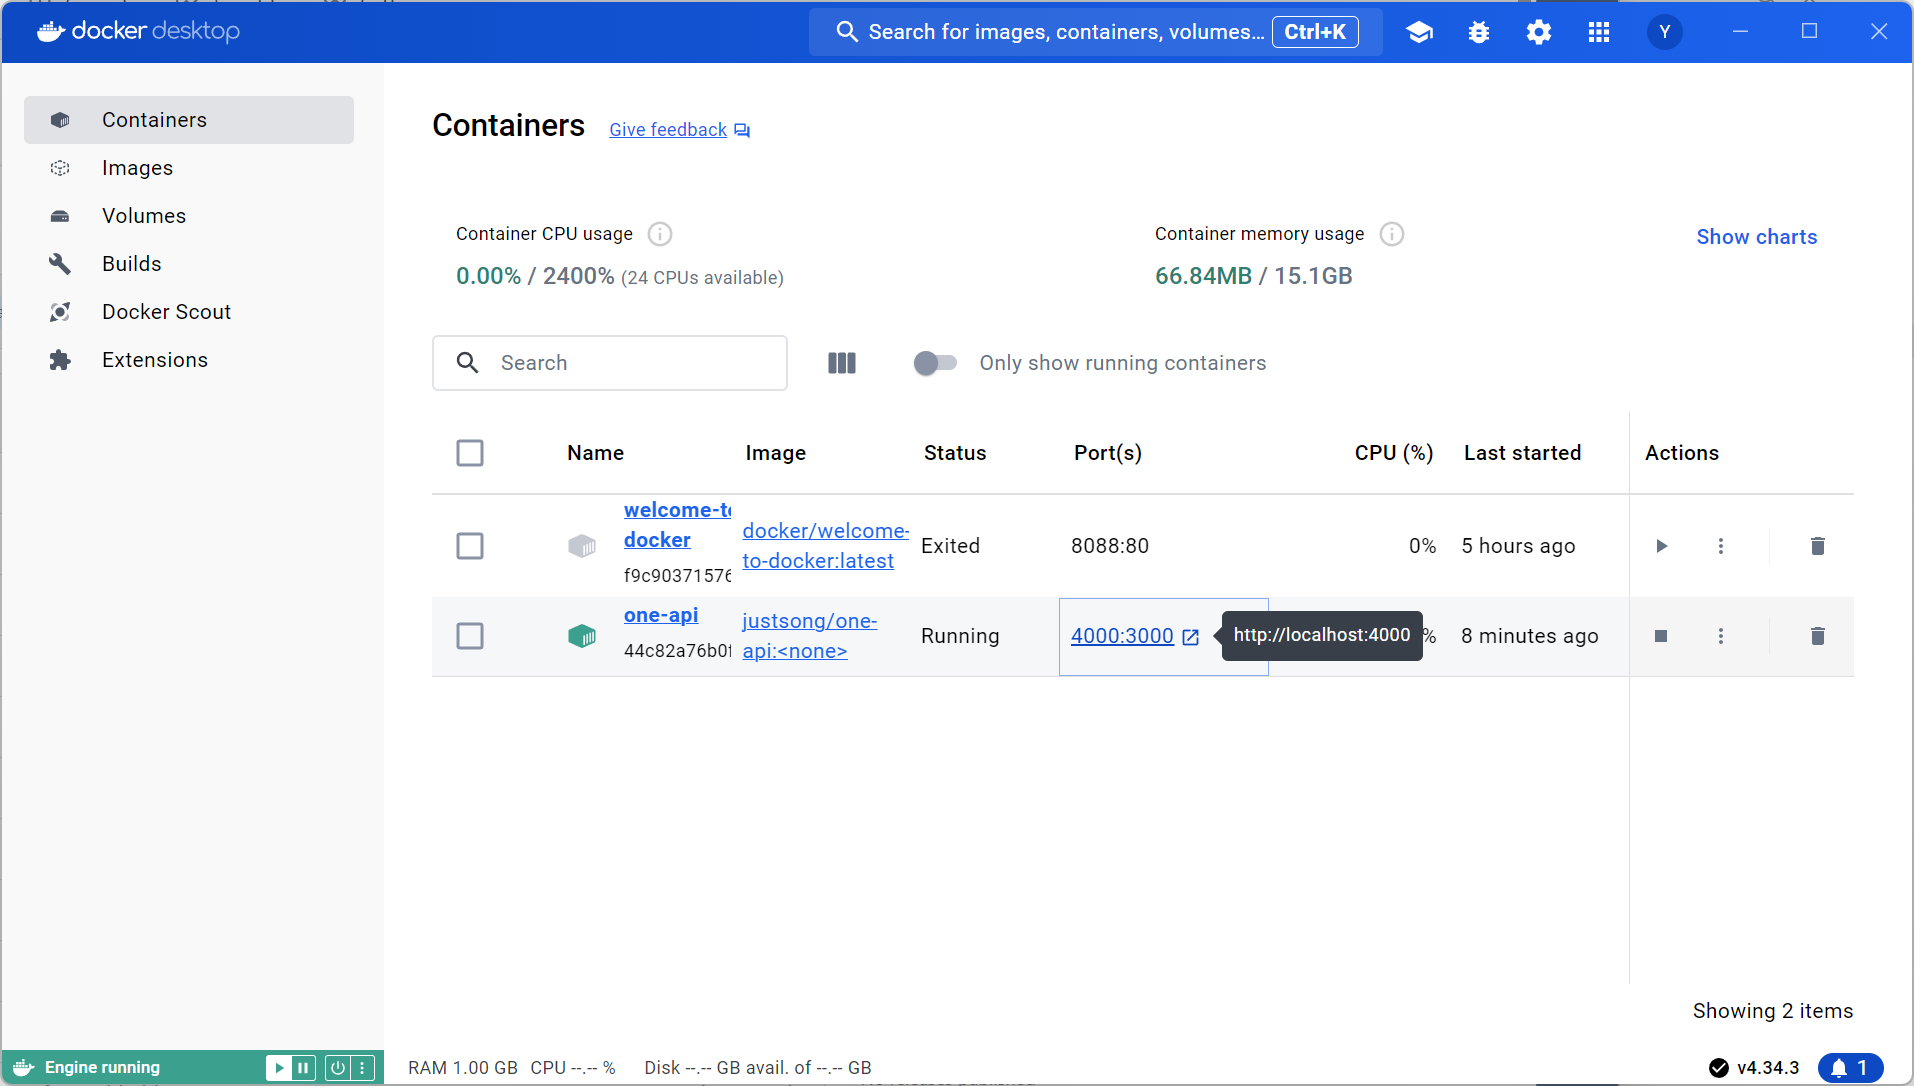 docker desktop
Search for images, containers, volumes... Ctrl+K
Y
Containers
Images
Volumes
Builds
Docker Scout
Extensions
Containers Give feedback
Container CPU usage
0.00% / 2400% (24 CPUs available)
Container memory usage
66.84MB / 15.1GB
Show charts
Search
Only show running containers
Name Image Status Port(s) CPU (%) Last started Actions
welcome-to
docker
f9c90371576
docker/welcome-
to-docker:latest
Exited 8088:80 0% 5 hours ago
one-api
44c82a76b0f
justsong/one-
api:<none>
Running 4000:3000 http://localhost:4000 % 8 minutes ago
Showing 2 items
Engine running
RAM 1.00 GB CPU --.-- % Disk --.-- GB avail. of --.-- GB
v4.34.3 1